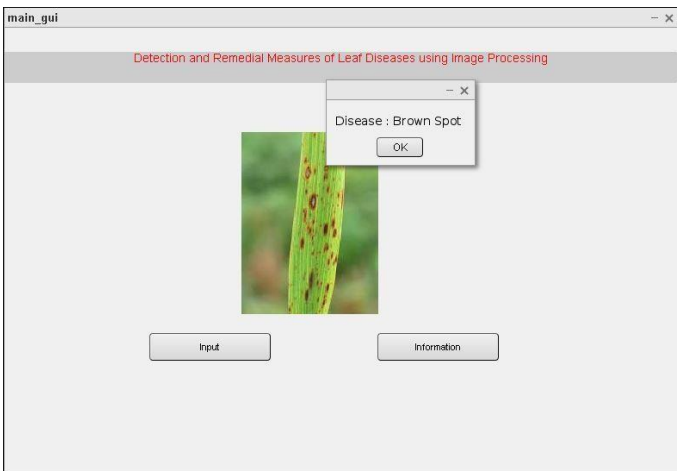 main_gui
Detection and Remedial Measures of Leaf Diseases using Image Processing
Disease : Brown Spot
OK
Input
Information